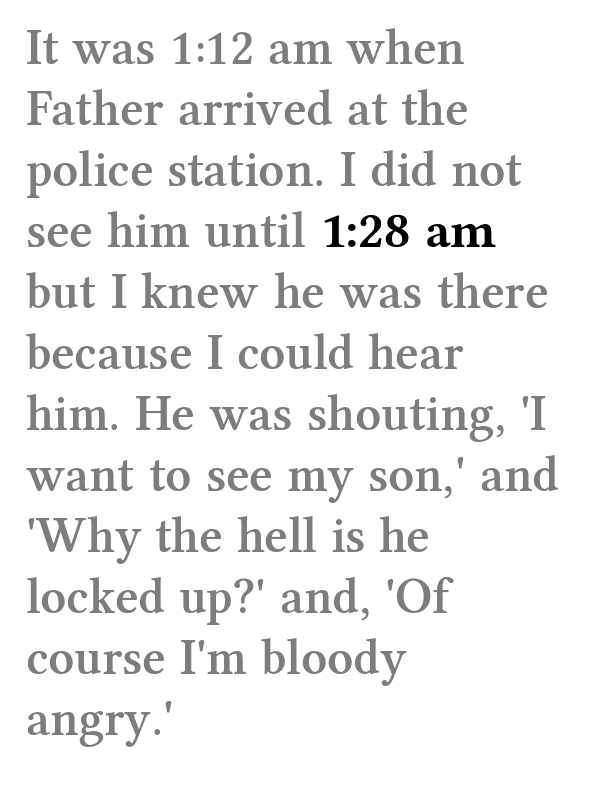 It was 1:12 am when
Father arrived at the
police station. I did not
see him until 1:28 am
but I knew he was there
because I could hear
him. He was shouting, 'I
want to see my son,' and
'Why the hell is he
locked up?' and, 'Of
course I'm bloody
angry.'